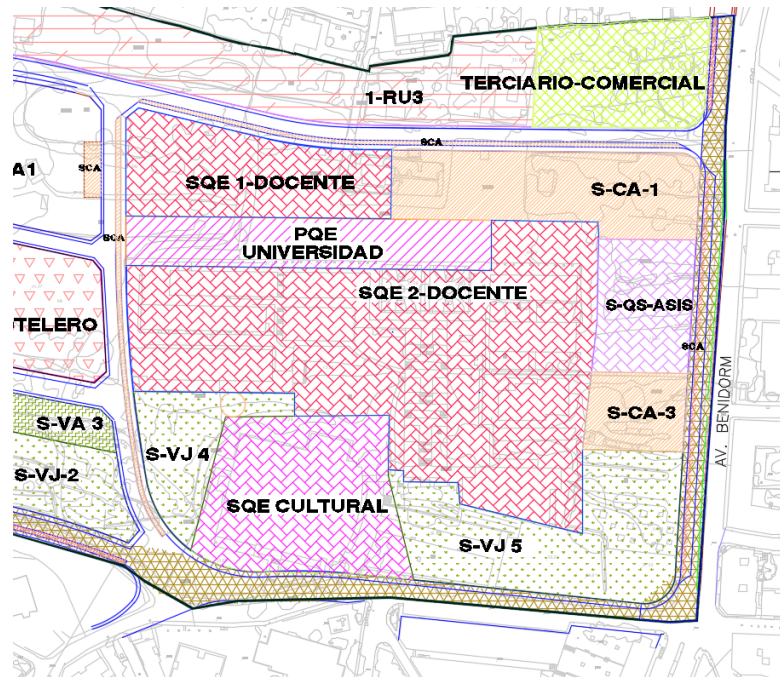 TERCIARIO-COMERCIAL
1-RU3
SCA
A1
SCA
SQE 1-DOCENTE
S-CA-1
SCA
PQE
UNIVERSIDAD
SQE 2-DOCENTE
S-QS-ASIS
TELERO
SCA
AV. BENIDORM
S-CA-3
S-VA 3
S-VJ 4
S-VJ-2
SQE CULTURAL
S-VJ 5